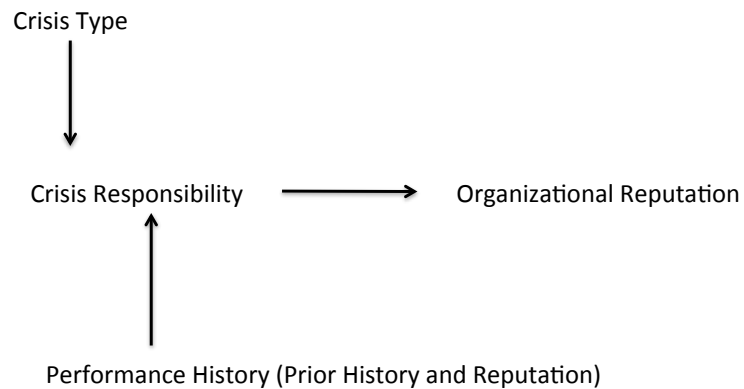 Crisis Type
Crisis Responsibility
Organizational Reputation
Performance History (Prior History and Reputation)